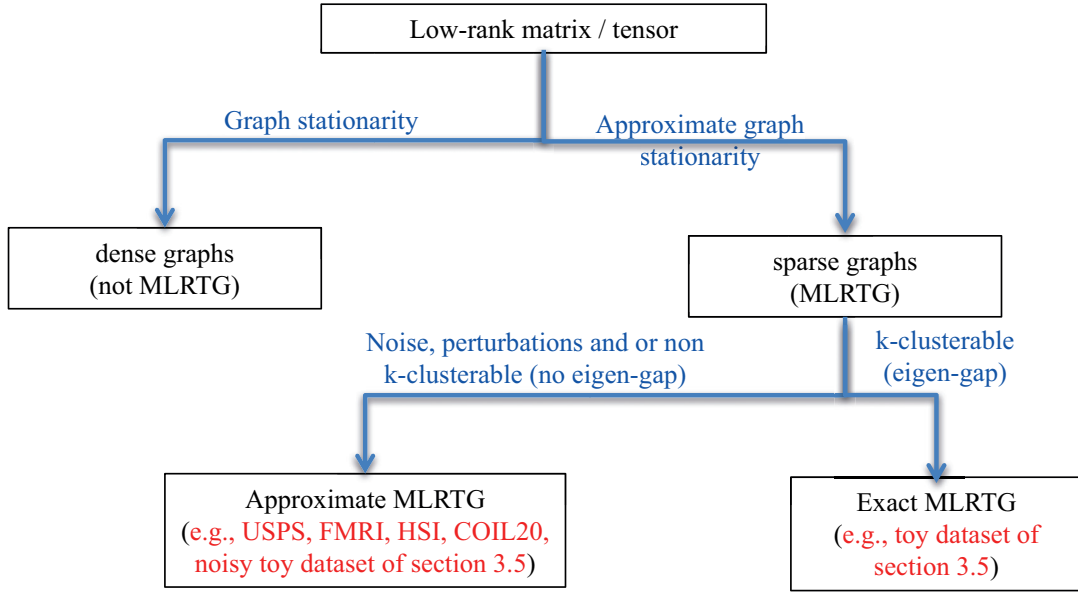 Low-rank matrix / tensor
Graph stationarity
Approximate graph
stationarity
dense graphs
(not MLRTG)
sparse graphs
(MLRTG)
Noise, perturbations and or non
k-clusterable (no eigen-gap)
k-clusterable
(eigen-gap)
Approximate MLRTG
(e.g., USPS, FMRI, HSI, COIL20,
noisy toy dataset of section 3.5)
Exact MLRTG
(e.g., toy dataset of
section 3.5)